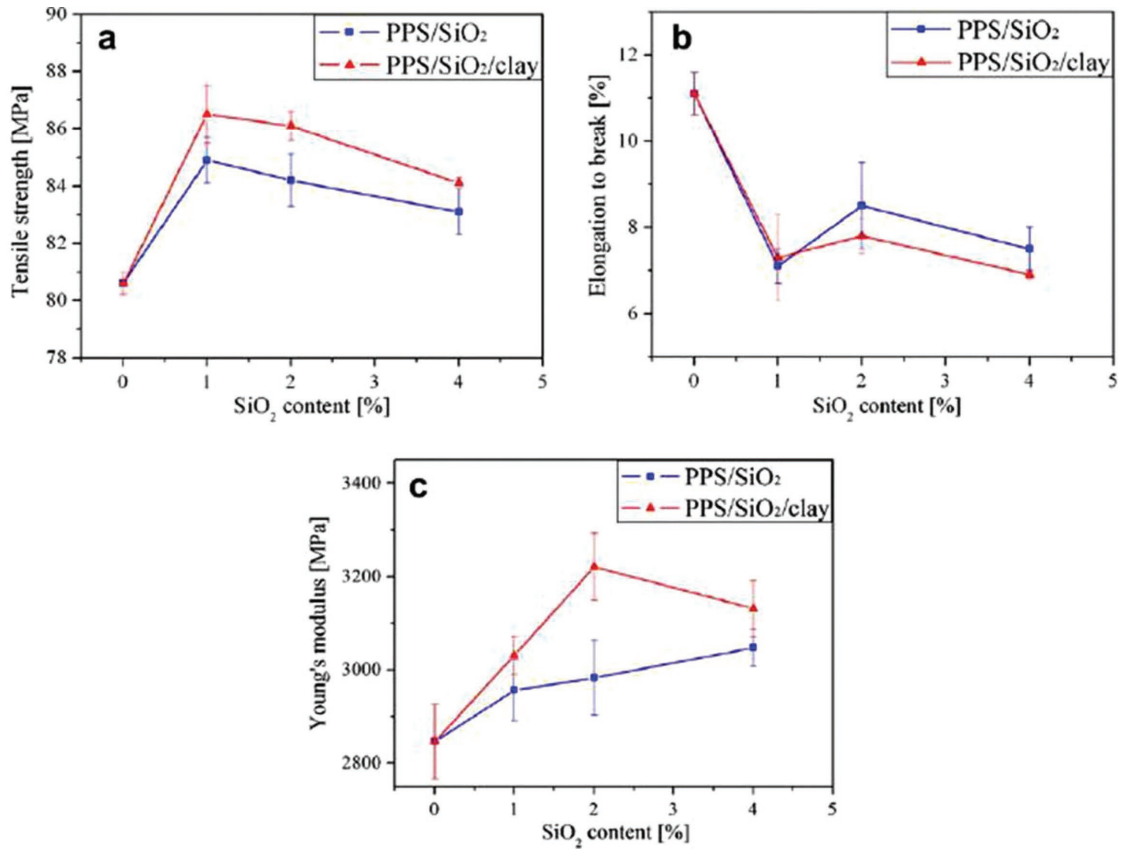 a
PPS/SiO₂
PPS/SiO₂/clay
Tensile strength [MPa]
90
88
86
84
82
80
78
0 1 2 3 4 5
SiO₂ content [%]
b
PPS/SiO₂
PPS/SiO₂/clay
Elongation to break [%]
12
10
8
6
0 1 2 3 4 5
SiO₂ content [%]
c
PPS/SiO₂
PPS/SiO₂/clay
Young's modulus [MPa]
3400
3200
3000
2800
0 1 2 3 4 5
SiO₂ content [%]